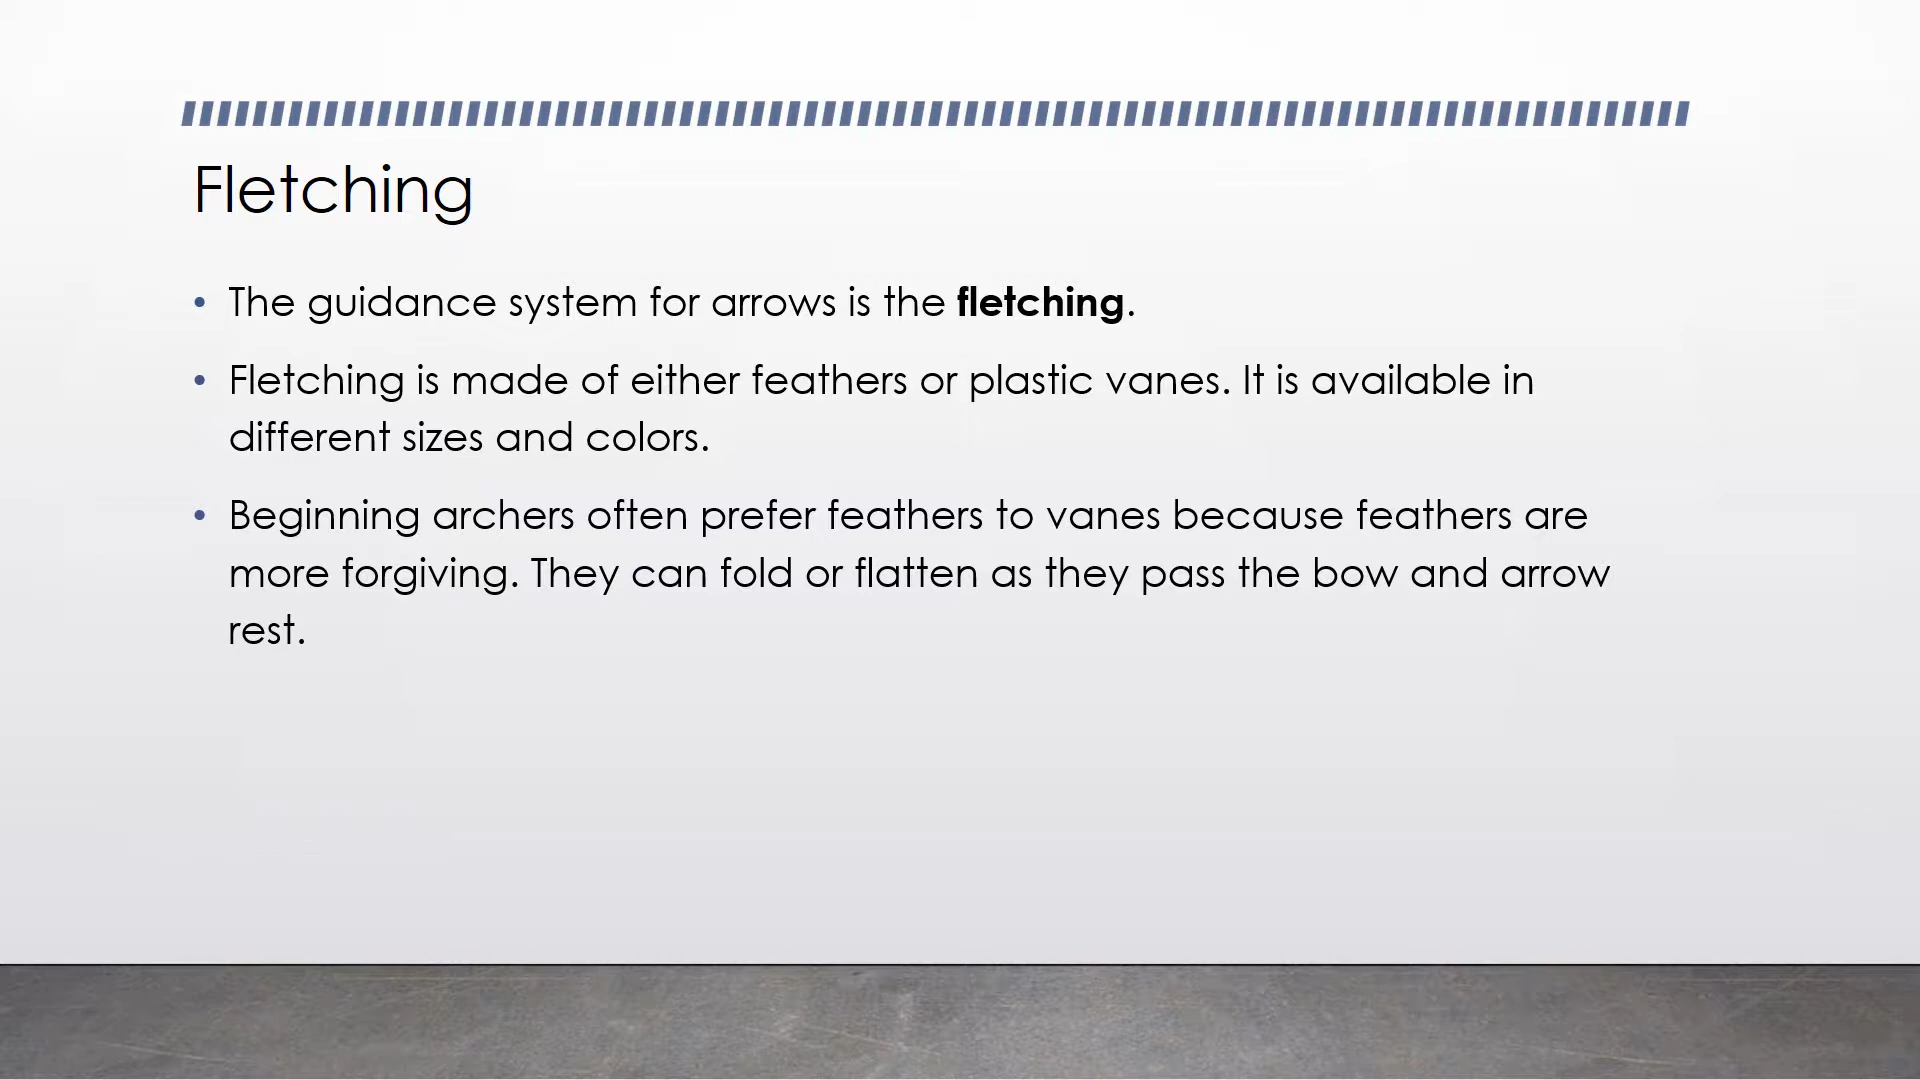 Fletching
• The guidance system for arrows is the fletching.
• Fletching is made of either feathers or plastic vanes. It is available in
different sizes and colors.
• Beginning archers often prefer feathers to vanes because feathers are
more forgiving. They can fold or flatten as they pass the bow and arrow
rest.